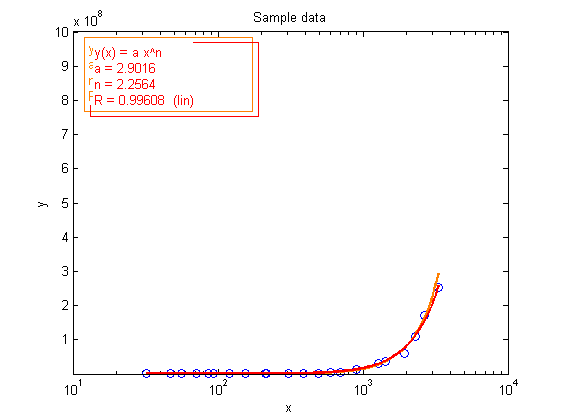 Sample data
x 10^8
y(x) = a x^n
a = 2.9016
n = 2.2564
R = 0.99608 (lin)
10
9
8
7
6
5
4
3
2
1
y
10^1
10^2
10^3
10^4
x